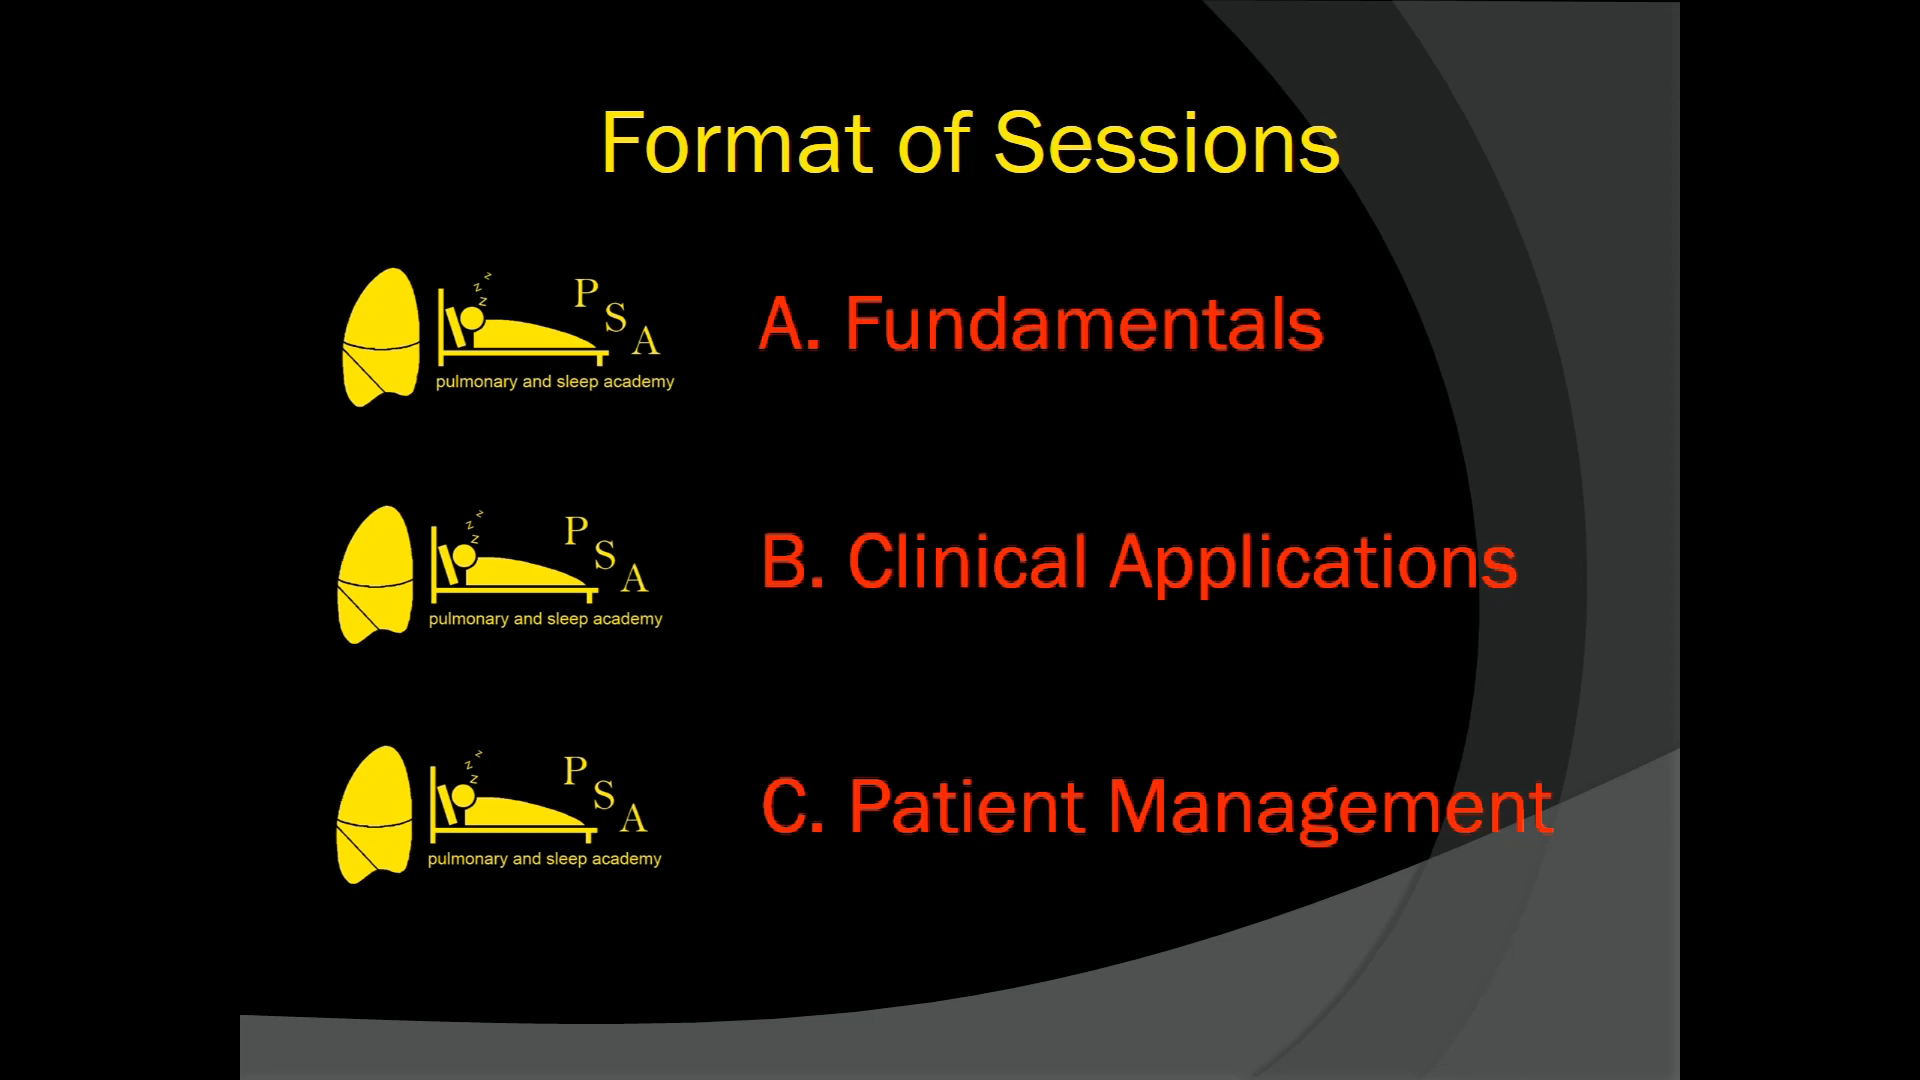 Format of Sessions
z
z
z
P
S
A
pulmonary and sleep academy
A. Fundamentals
z
z
z
P
S
A
pulmonary and sleep academy
B. Clinical Applications
z
z
z
P
S
A
pulmonary and sleep academy
C. Patient Management